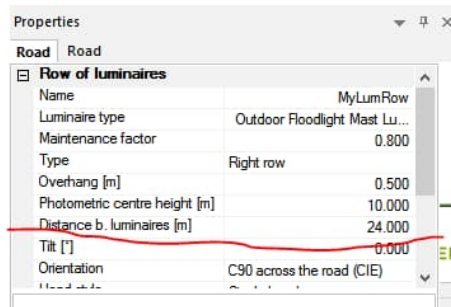 Properties
Road Road
Row of luminaires
Name MyLumRow
Luminaire type Outdoor Floodlight Mast Lu...
Maintenance factor 0.800
Type Right row
Overhang [m] 0.500
Photometric centre height [m] 10.000
Distance b. luminaires [m] 24.000
Tilt [°] 0.000
Orientation C90 across the road (CIE)